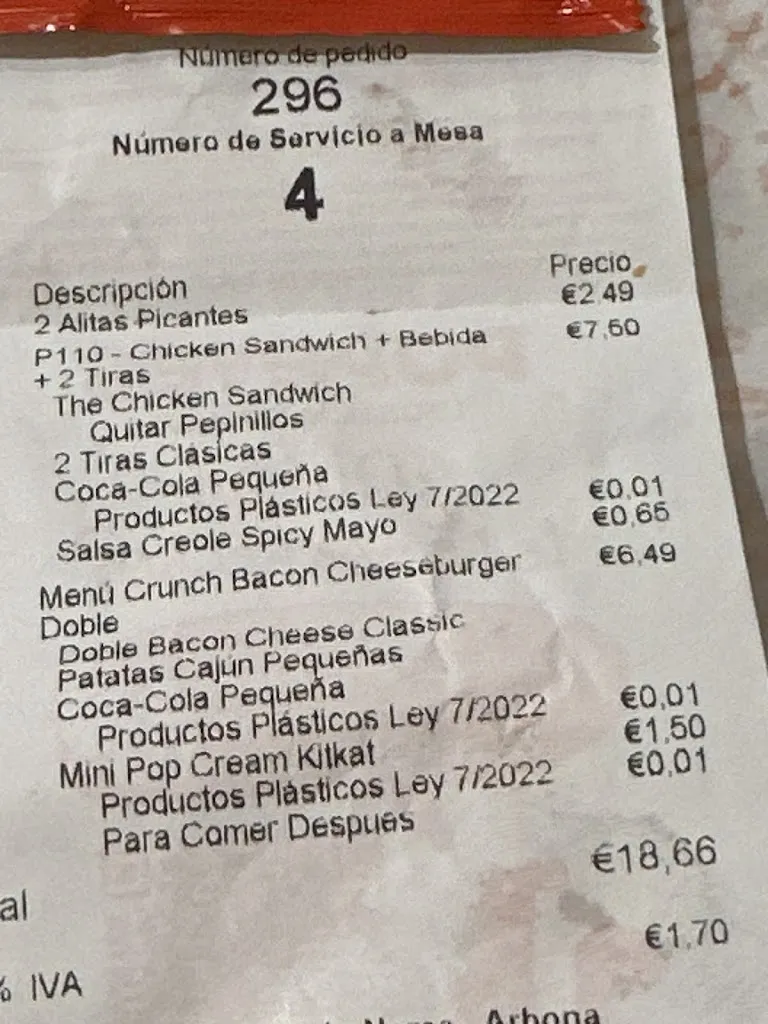 Número de pedido
296
Número de Servicio a Mesa
4
Descripción Precio
2 Alitas Picantes €2,49
P110 - Chicken Sandwich + Bebida €7,50
+ 2 Tiras
The Chicken Sandwich
Quitar Pepinillos
2 Tiras Clásicas
Coca-Cola Pequeña
Productos Plásticos Ley 7/2022 €0,01
Salsa Creole Spicy Mayo €0,65
Menú Crunch Bacon Cheeseburger €6,49
Doble
Doble Bacon Cheese Classic
Patatas Cajún Pequeñas
Coca-Cola Pequeña
Productos Plásticos Ley 7/2022 €0,01
Mini Pop Cream Kitkat €1,50
Productos Plásticos Ley 7/2022 €0,01
Para Comer Despues
al €18,66
% IVA €1,70
Arbona